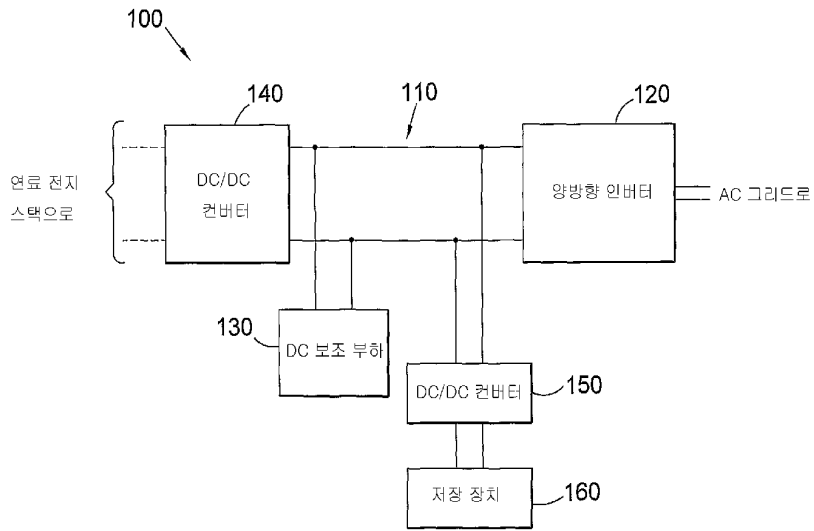 100
140
110
120
연료 전지
스택으로
DC/DC
컨버터
양방향 인버터
AC 그리드로
130
DC 보조 부하
DC/DC 컨버터
150
저장 장치
160